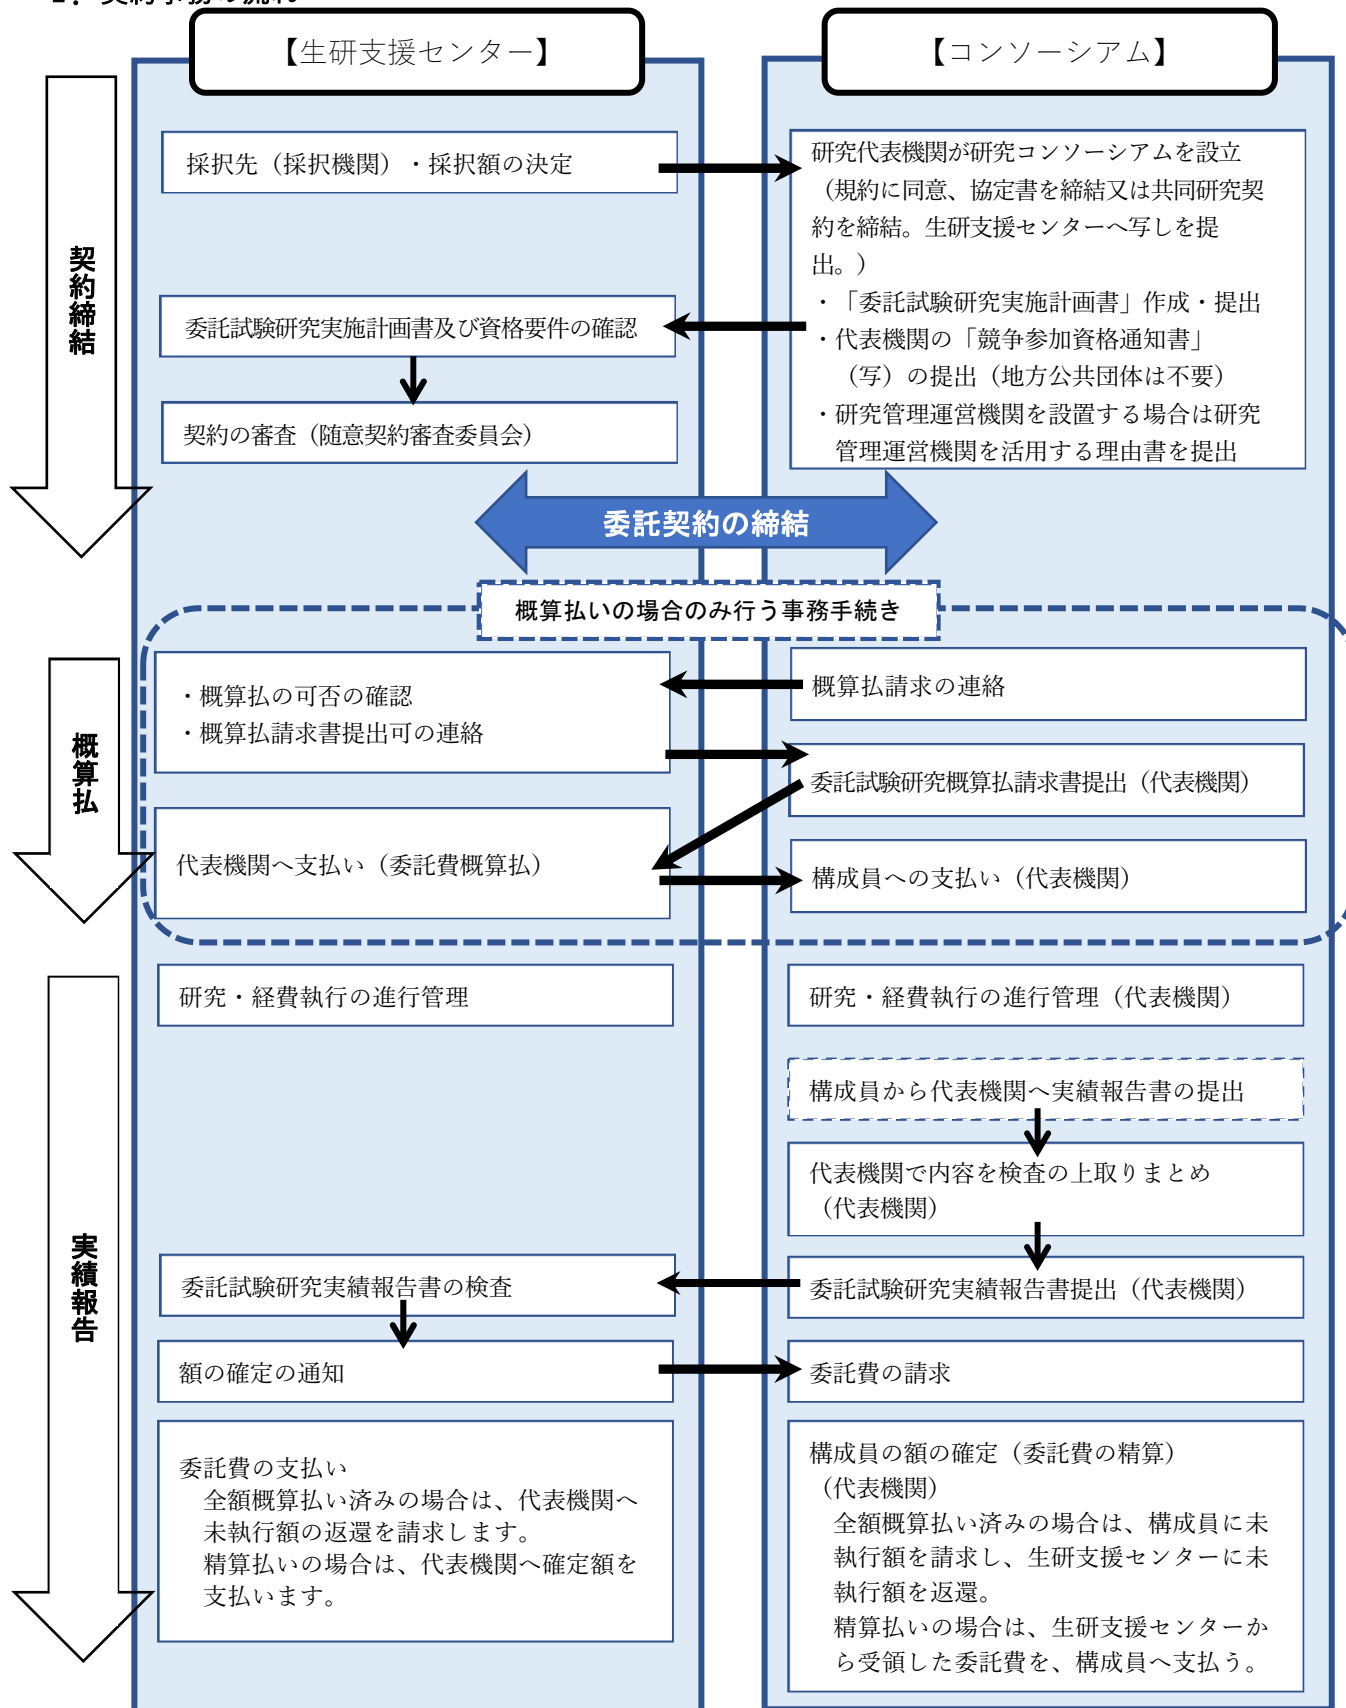 契約事務の流れ
【生研支援センター】
【コンソーシアム】
契約締結
採択先（採択機関）・採択額の決定
研究代表機関が研究コンソーシアムを設立
（規約に同意、協定書を締結又は共同研究契
約を締結。生研支援センターへ写しを提
出。）
・「委託試験研究実施計画書」作成・提出
・代表機関の「競争参加資格通知書」
（写）の提出（地方公共団体は不要）
・研究管理運営機関を設置する場合は研究
管理運営機関を活用する理由書を提出
委託試験研究実施計画書及び資格要件の確認
契約の審査（随意契約審査委員会）
委託契約の締結
概算払いの場合のみ行う事務手続き
概算払
概算払請求の連絡
・概算払の可否の確認
・概算払請求書提出可の連絡
委託試験研究概算払請求書提出（代表機関）
代表機関へ支払い（委託費概算払）
構成員への支払い（代表機関）
実績報告
研究・経費執行の進行管理
研究・経費執行の進行管理（代表機関）
構成員から代表機関へ実績報告書の提出
代表機関で内容を検査の上取りまとめ
（代表機関）
委託試験研究実績報告書の検査
委託試験研究実績報告書提出（代表機関）
額の確定の通知
委託費の請求
委託費の支払い
全額概算払い済みの場合は、代表機関へ
未執行額の返還を請求します。
精算払いの場合は、代表機関へ確定額を
支払います。
構成員の額の確定（委託費の精算）
（代表機関）
全額概算払い済みの場合は、構成員に未
執行額を請求し、生研支援センターに未
執行額を返還。
精算払いの場合は、生研支援センターか
ら受領した委託費を、構成員へ支払う。